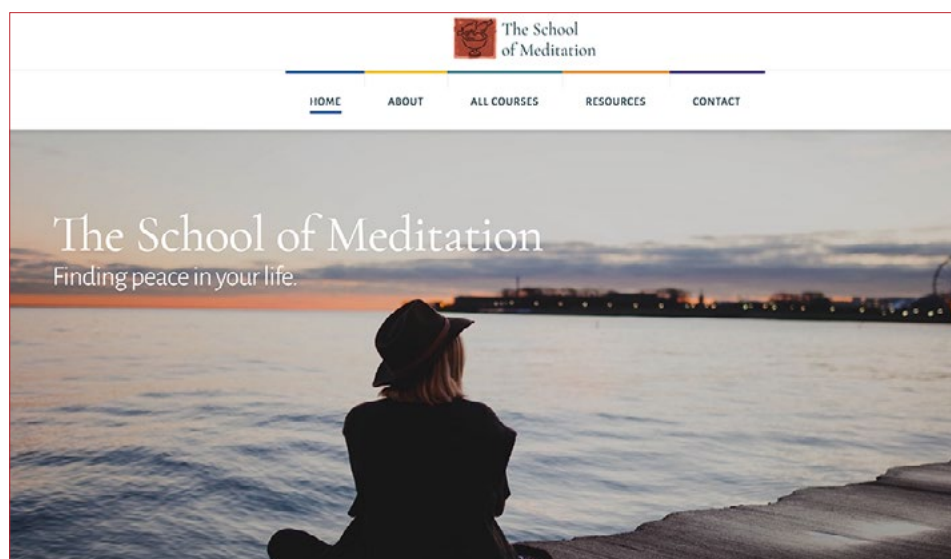 The School
of Meditation
HOME ABOUT ALL COURSES RESOURCES CONTACT
The School of Meditation
Finding peace in your life.